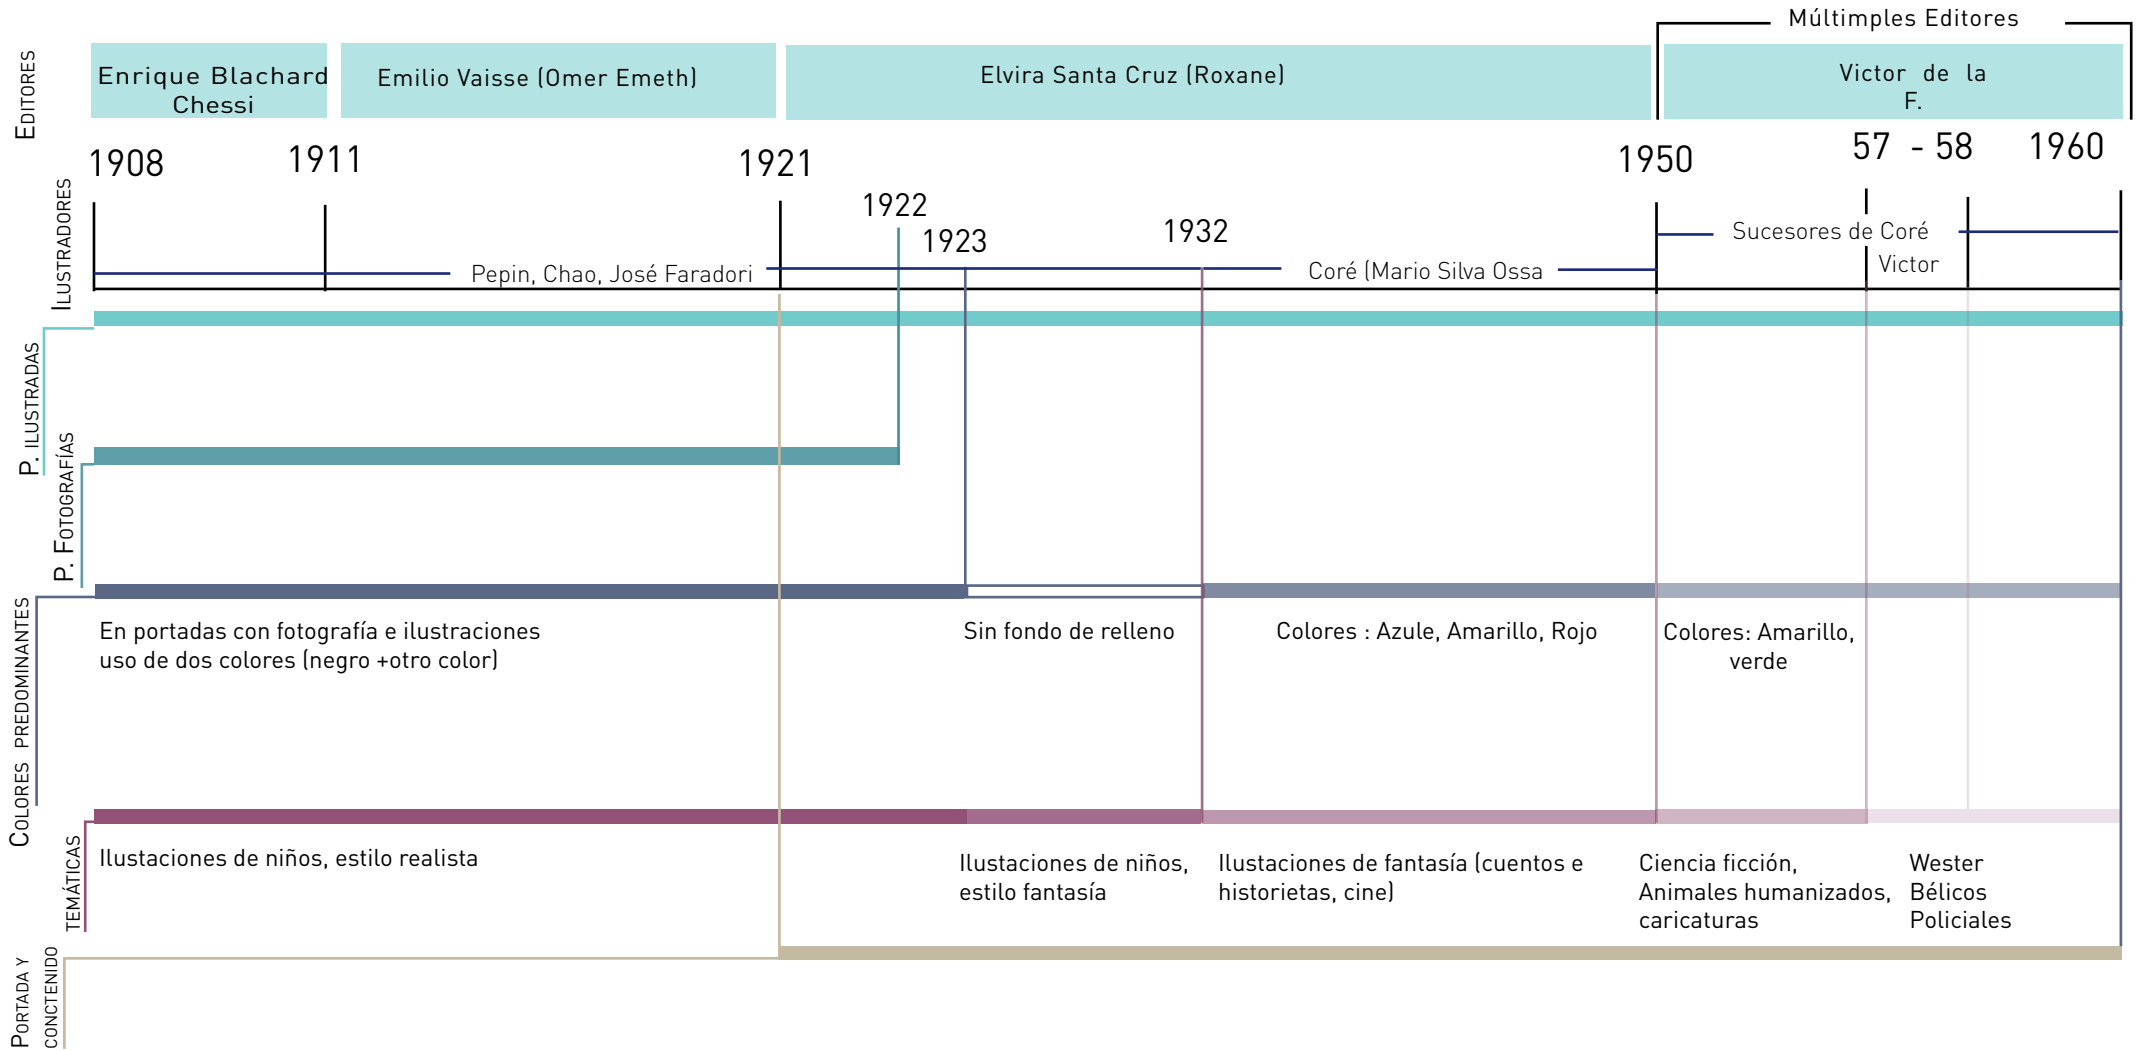 Múltimples Editores
EDITORES
Enrique Blachard
Chessi
Emilio Vaisse (Omer Emeth)
Elvira Santa Cruz (Roxane)
Victor de la
F.
1908
1911
1921
1950
57 - 58
1960
ILUSTRADORES
1922
1923
1932
Pepin, Chao, José Faradori
Coré (Mario Silva Ossa
Sucesores de Coré
Victor
P. ILUSTRADAS
P. FOTOGRAFÍAS
COLORES PREDOMINANTES
En portadas con fotografía e ilustraciones
uso de dos colores (negro +otro color)
Sin fondo de relleno
Colores : Azule, Amarillo, Rojo
Colores: Amarillo,
verde
TEMÁTICAS
Ilustaciones de niños, estilo realista
Ilustaciones de niños,
estilo fantasía
Ilustaciones de fantasía (cuentos e
historietas, cine)
Ciencia ficción,
Animales humanizados,
caricaturas
Wester
Bélicos
Policiales
PORTADA Y
CONCTENIDO